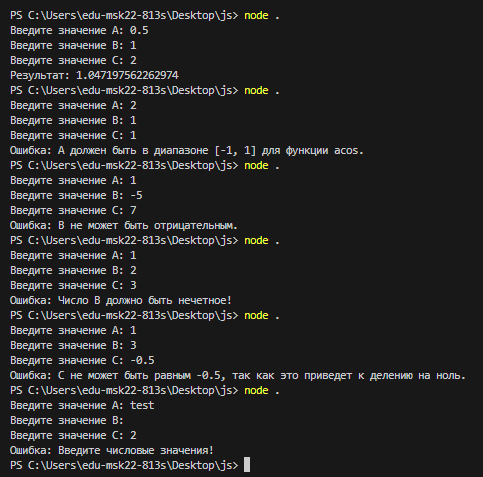 PS C:\Users\edu-msk22-813s\Desktop\js> node .
Введите значение A: 0.5
Введите значение B: 1
Введите значение C: 2
Результат: 1.047197562262974
PS C:\Users\edu-msk22-813s\Desktop\js> node .
Введите значение A: 2
Введите значение B: 1
Введите значение C: 1
Ошибка: A должен быть в диапазоне [-1, 1] для функции acos.
PS C:\Users\edu-msk22-813s\Desktop\js> node .
Введите значение A: 1
Введите значение B: -5
Введите значение C: 7
Ошибка: B не может быть отрицательным.
PS C:\Users\edu-msk22-813s\Desktop\js> node .
Введите значение A: 1
Введите значение B: 2
Введите значение C: 3
Ошибка: Число B должно быть нечетное!
PS C:\Users\edu-msk22-813s\Desktop\js> node .
Введите значение A: 1
Введите значение B: 3
Введите значение C: -0.5
Ошибка: C не может быть равным -0.5, так как это приведет к делению на ноль.
PS C:\Users\edu-msk22-813s\Desktop\js> node .
Введите значение A: test
Введите значение B:
Введите значение C: 2
Ошибка: Введите числовые значения!
PS C:\Users\edu-msk22-813s\Desktop\js>